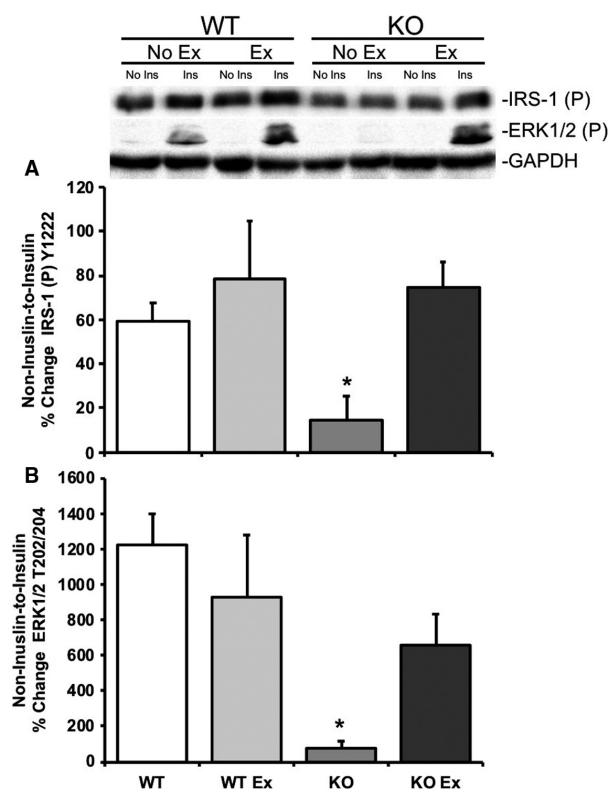 WT KO
No Ex Ex No Ex Ex
No Ins Ins No Ins Ins No Ins Ins No Ins Ins
-IRS-1 (P)
-ERK1/2 (P)
-GAPDH
A
Non-Inuslin-to-Insulin
% Change IRS-1 (P) Y1222
120
100
80
60
40
20
0
*
B
Non-Inuslin-to-Insulin
% Change ERK1/2 T202/204
1600
1400
1200
1000
800
600
400
200
0
*
WT WT Ex KO KO Ex